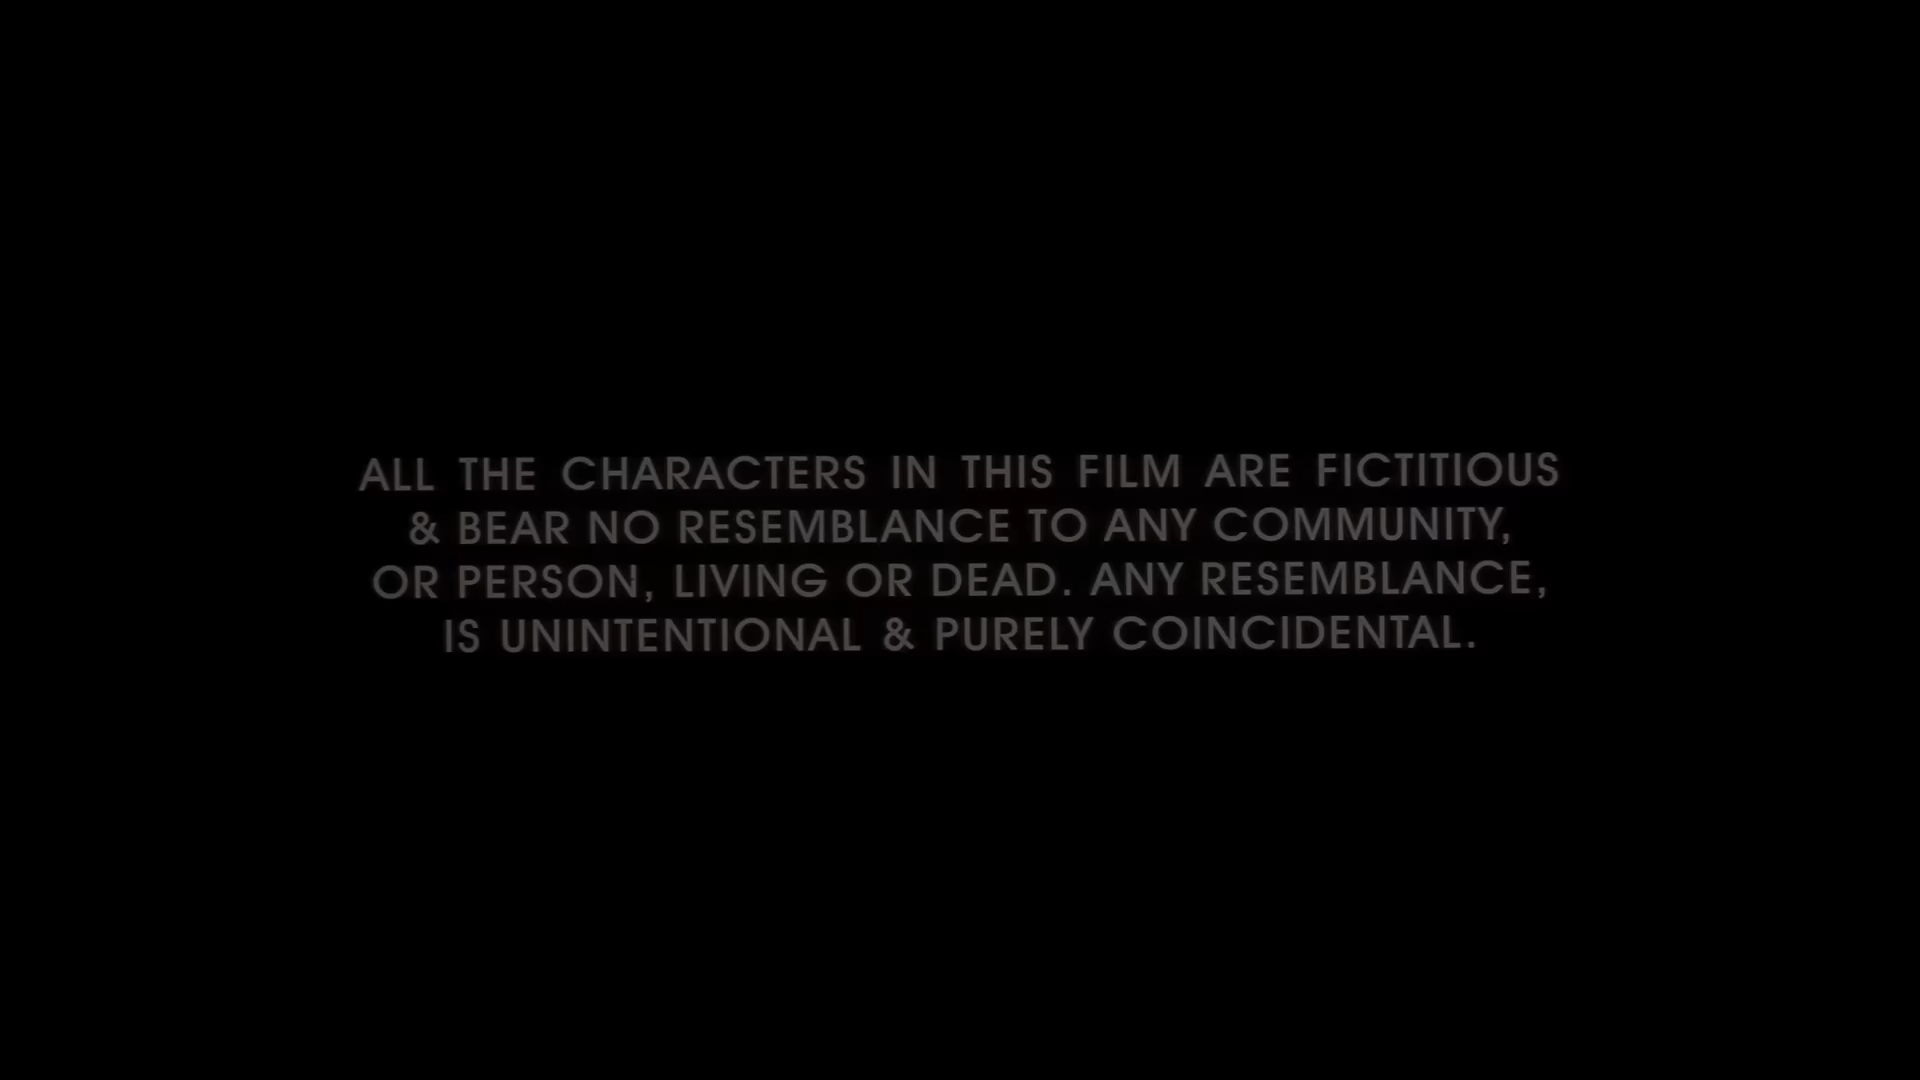 ALL THE CHARACTERS IN THIS FILM ARE FICTITIOUS
& BEAR NO RESEMBLANCE TO ANY COMMUNITY,
OR PERSON, LIVING OR DEAD. ANY RESEMBLANCE,
IS UNINTENTIONAL & PURELY COINCIDENTAL.